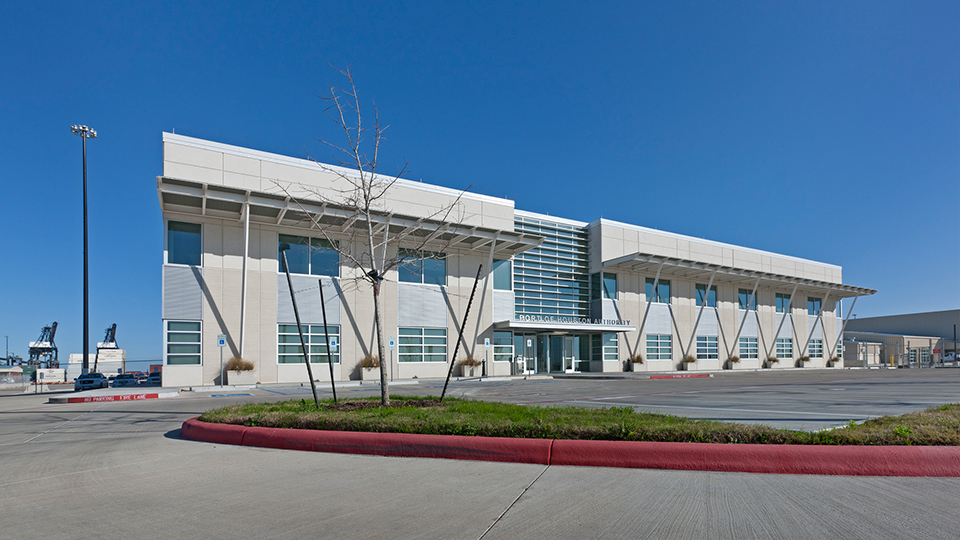 PORT OF HOUSTON AUTHORITY
NO PARKING FIRE LANE